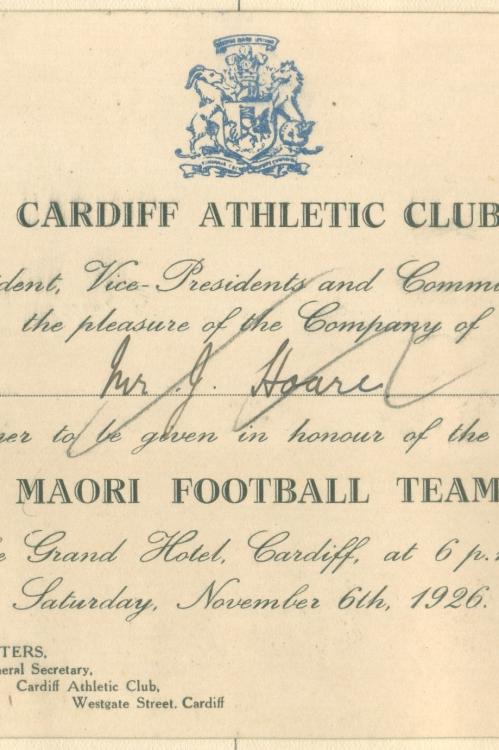 CARDIFF ATHLETIC CLUB
dent, Vice-Presidents and Commi
the pleasure of the Company of
Mr. J. Hoare
ner to be given in honour of the
MAORI FOOTBALL TEAM
e Grand Hotel, Cardiff, at 6 p.m
Saturday, November 6th, 1926.
TERS,
neral Secretary,
Cardiff Athletic Club,
Westgate Street, Cardiff